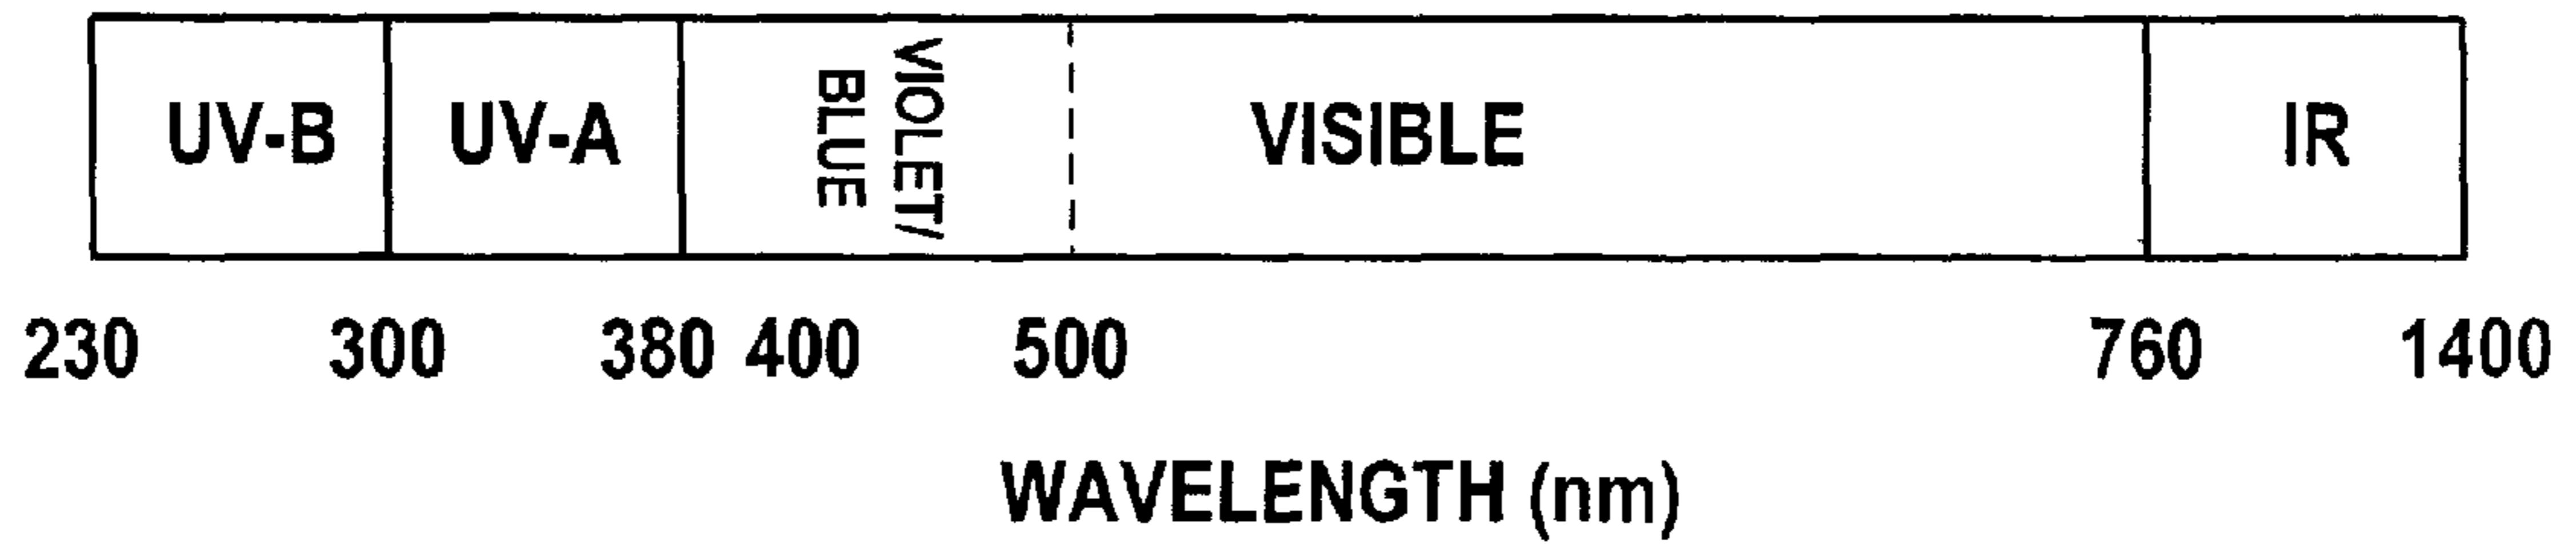 UV-B UV-A VIOLET/ BLUE VISIBLE IR
230 300 380 400 500 760 1400
WAVELENGTH (nm)